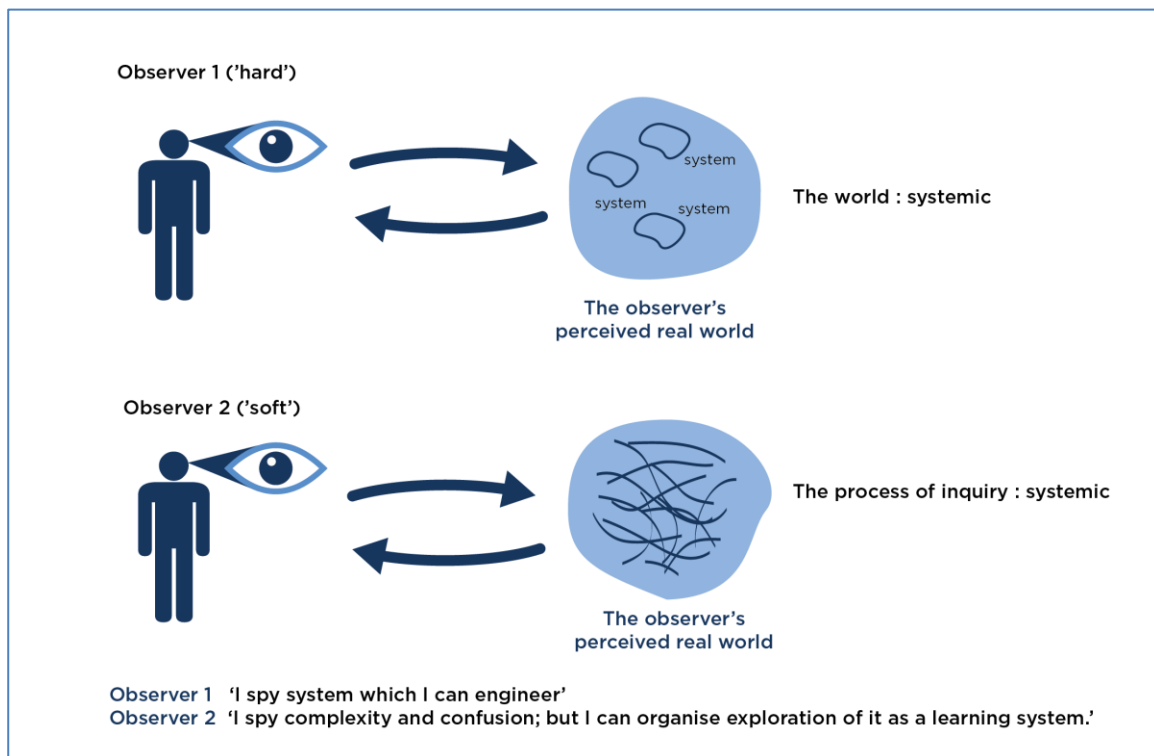 Observer 1 (’hard’)
system
system
system
The world : systemic
The observer’s
perceived real world
Observer 2 (’soft’)
The process of inquiry : systemic
The observer’s
perceived real world
Observer 1 ‘I spy system which I can engineer’
Observer 2 ‘I spy complexity and confusion; but I can organise exploration of it as a learning system.’